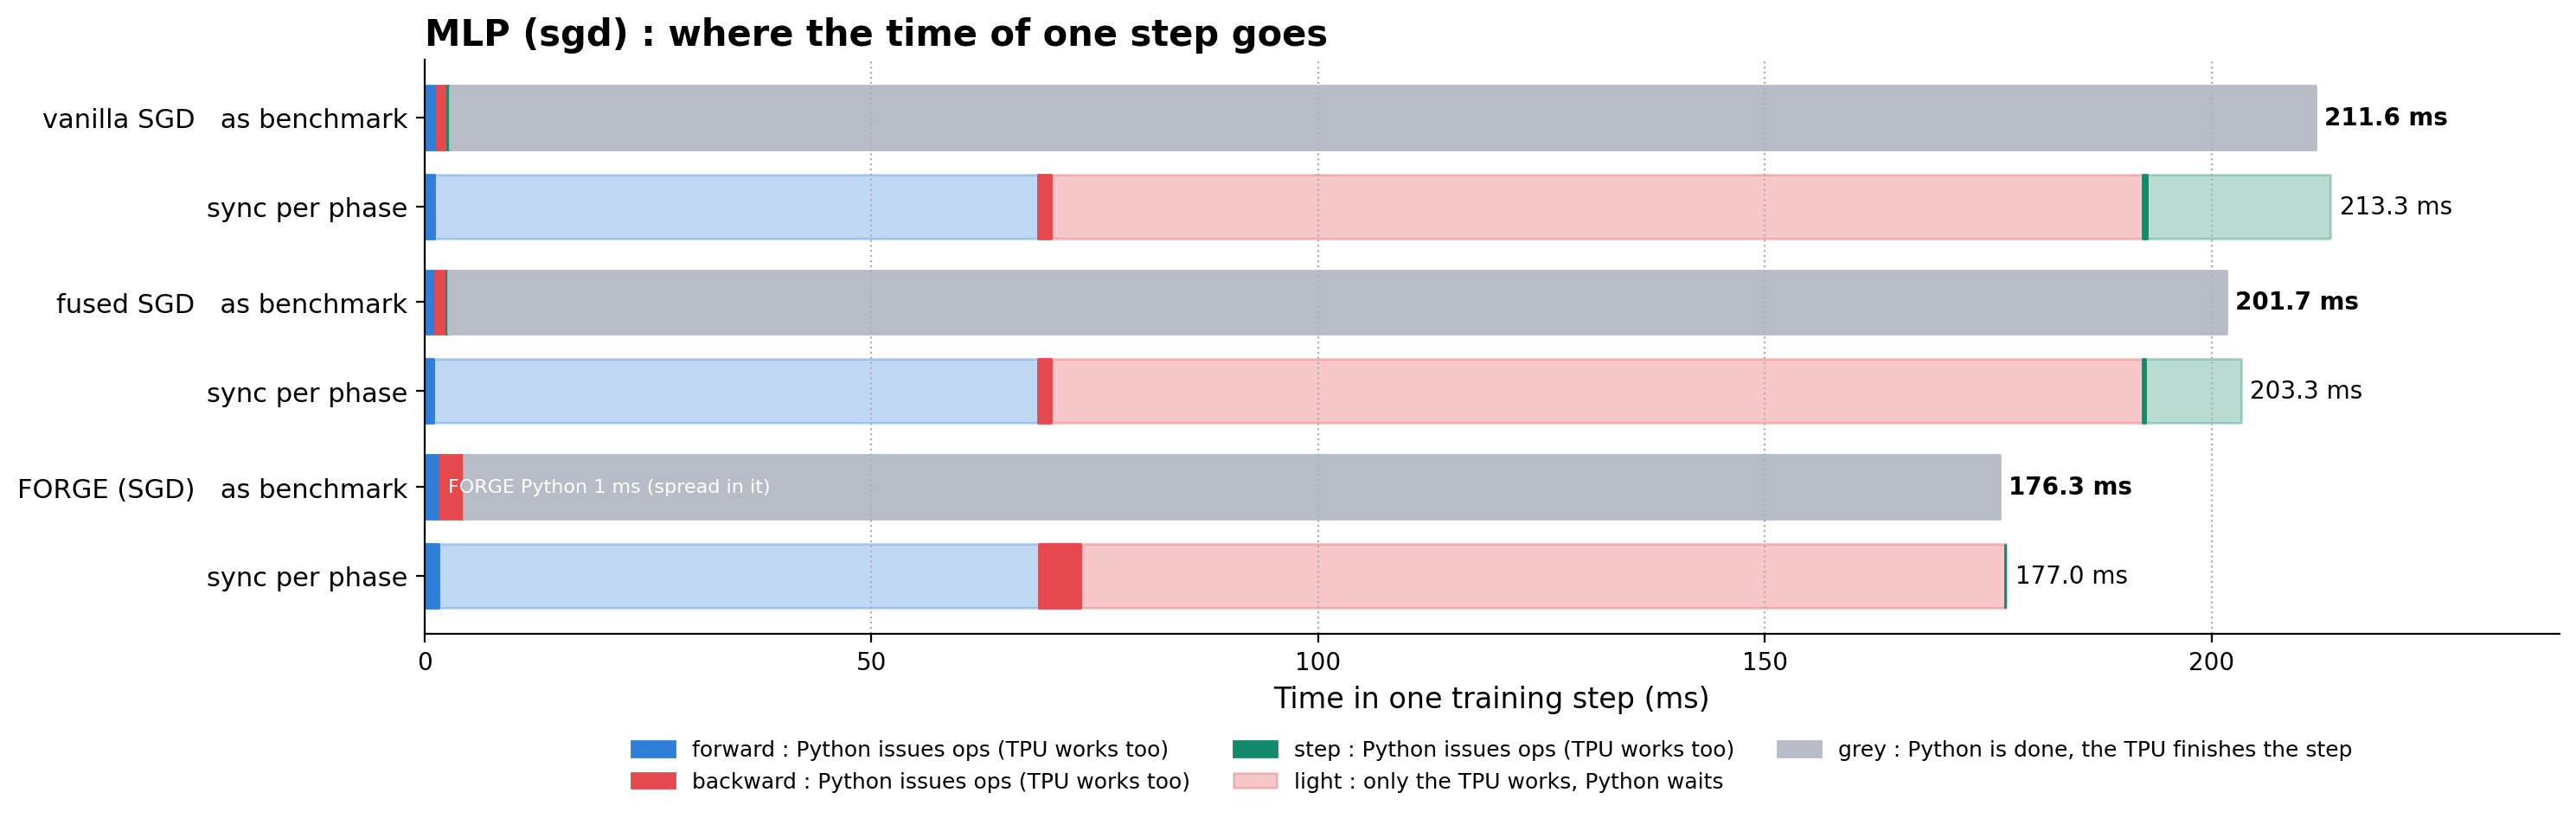 MLP (sgd) : where the time of one step goes
vanilla SGD as benchmark
211.6 ms
sync per phase
213.3 ms
fused SGD as benchmark
201.7 ms
sync per phase
203.3 ms
FORGE (SGD) as benchmark
FORGE Python 1 ms (spread in it)
176.3 ms
sync per phase
177.0 ms
0 50 100 150 200
Time in one training step (ms)
forward : Python issues ops (TPU works too)
backward : Python issues ops (TPU works too)
step : Python issues ops (TPU works too)
light : only the TPU works, Python waits
grey : Python is done, the TPU finishes the step